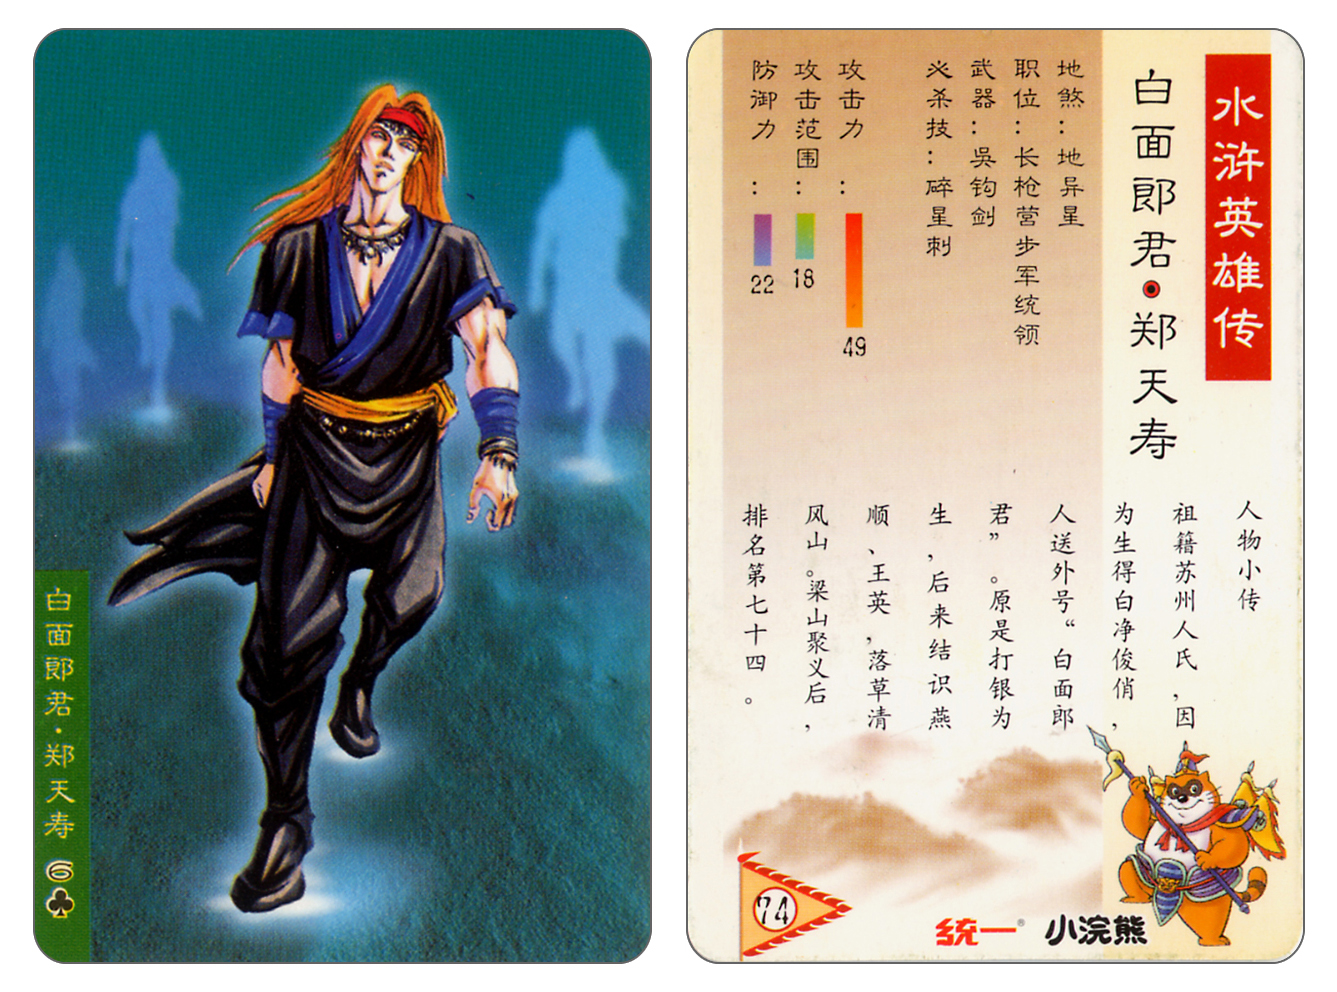 白面郎君·郑天寿
6♣
水浒英雄传
白面郎君·郑天寿
地煞：地异星
职位：长枪营步军统领
武器：吳钩剑
必杀技：碎星刺
攻击力：49
攻击范围：18
防御力：22
人物小传
祖籍苏州人氏，因
为生得白净俊俏，
人送外号“白面郎
君”。原是打银为
生，后来结识燕
顺、王英，落草清
风山。梁山聚义后，
排名第七十四。
74
统一® 小浣熊